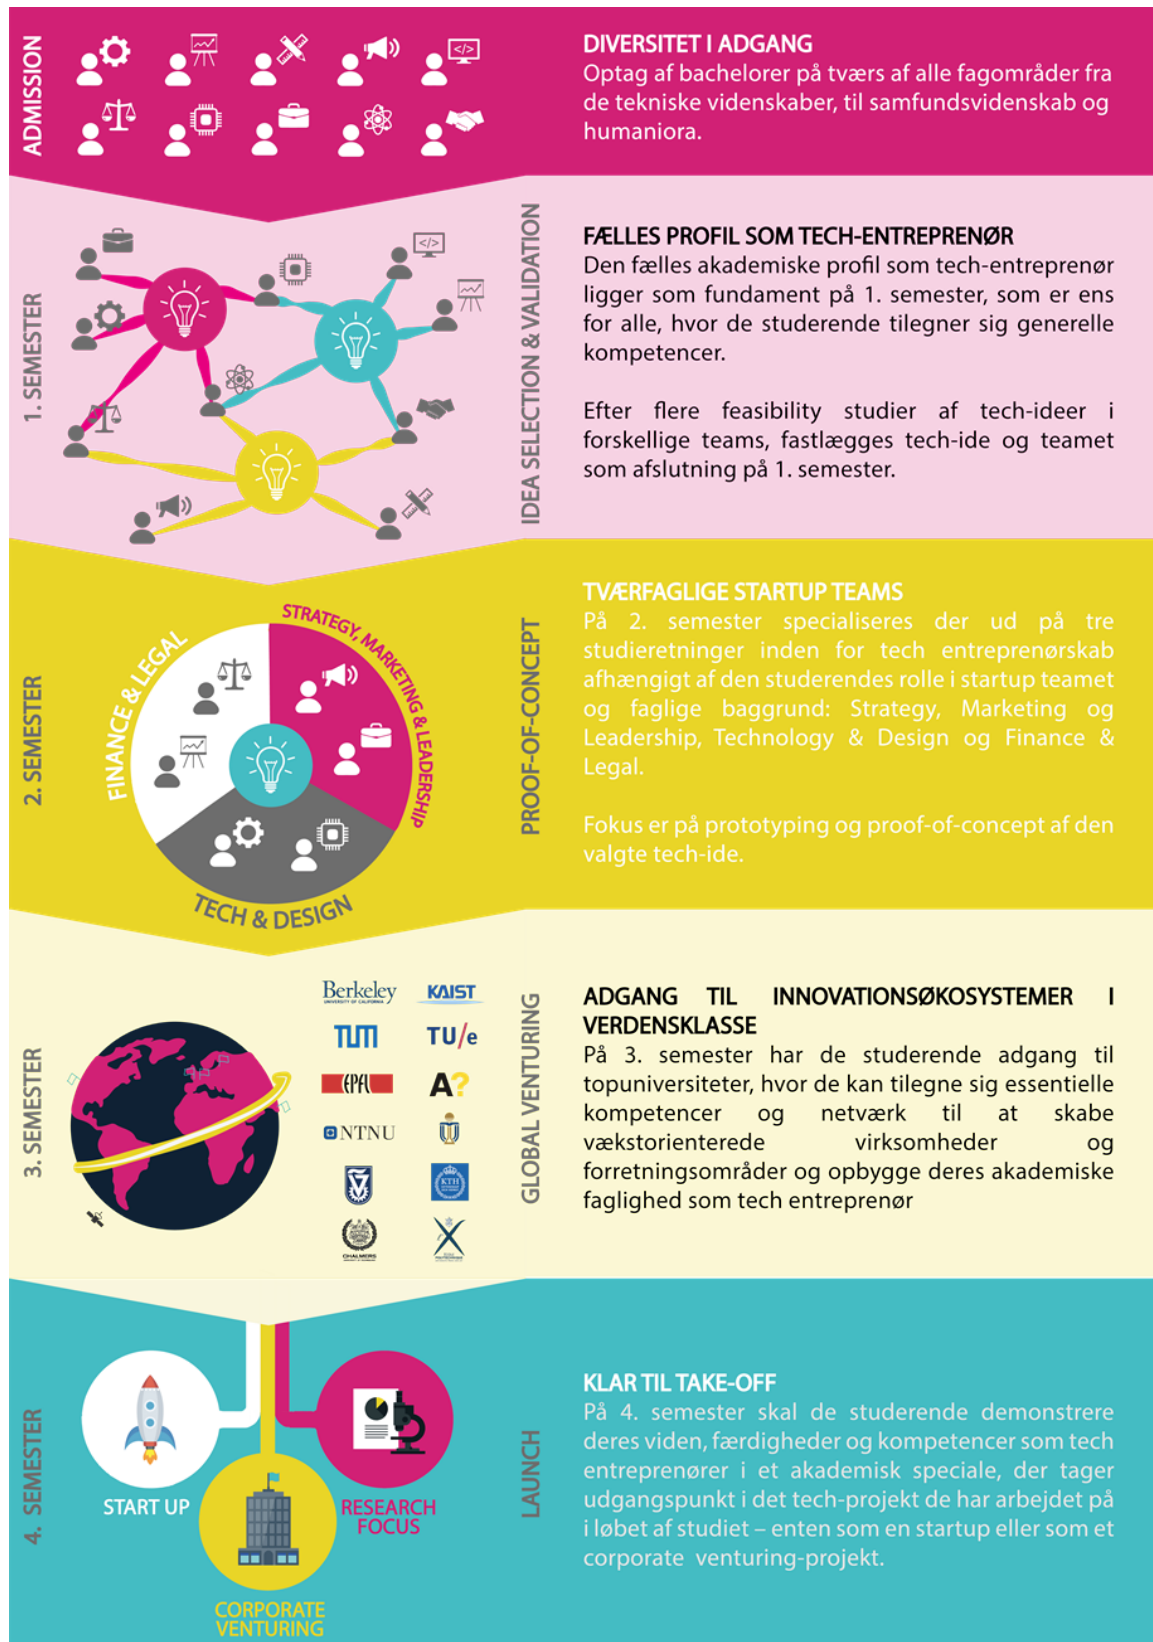 ADMISSION
DIVERSITET I ADGANG
Optag af bachelorer på tværs af alle fagområder fra
de tekniske videnskaber, til samfundsvidenskab og
humaniora.
1. SEMESTER
IDEA SELECTION & VALIDATION
FÆLLES PROFIL SOM TECH-ENTREPRENØR
Den fælles akademiske profil som tech-entreprenør
ligger som fundament på 1. semester, som er ens
for alle, hvor de studerende tilegner sig generelle
kompetencer.
Efter flere feasibility studier af tech-ideer i
forskellige teams, fastlægges tech-ide og teamet
som afslutning på 1. semester.
2. SEMESTER
FINANCE & LEGAL
STRATEGY, MARKETING & LEADERSHIP
TECH & DESIGN
PROOF-OF-CONCEPT
TVÆRFAGLIGE STARTUP TEAMS
På 2. semester specialiseres der ud på tre
studieretninger inden for tech entreprenørskab
afhængigt af den studerendes rolle i startup teamet
og faglige baggrund: Strategy, Marketing og
Leadership, Technology & Design og Finance &
Legal.
Fokus er på prototyping og proof-of-concept af den
valgte tech-ide.
3. SEMESTER
Berkeley
UNIVERSITY OF CALIFORNIA
KAIST
TUM
TU/e
EPFL
A?
NTNU
KTH
CHALMERS
GLOBAL VENTURING
ADGANG TIL INNOVATIONSØKOSYSTEMER I
VERDENSKLASSE
På 3. semester har de studerende adgang til
topuniversiteter, hvor de kan tilegne sig essentielle
kompetencer og netværk til at skabe
vækstorienterede virksomheder og
forretningsområder og opbygge deres akademiske
faglighed som tech entreprenør
4. SEMESTER
START UP
RESEARCH
FOCUS
CORPORATE
VENTURING
LAUNCH
KLAR TIL TAKE-OFF
På 4. semester skal de studerende demonstrere
deres viden, færdigheder og kompetencer som tech
entreprenører i et akademisk speciale, der tager
udgangspunkt i det tech-projekt de har arbejdet på
i løbet af studiet – enten som en startup eller som et
corporate venturing-projekt.